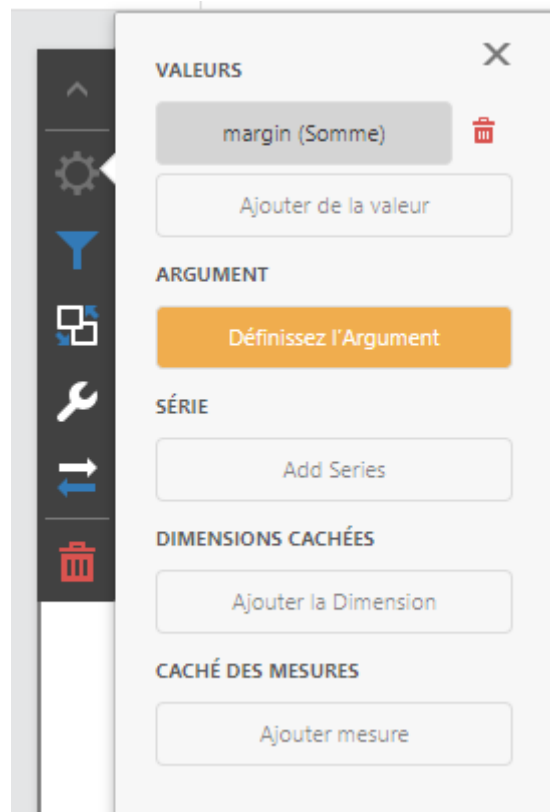 VALEURS
margin (Somme)
Ajouter de la valeur
ARGUMENT
Définissez l'Argument
SÉRIE
Add Series
DIMENSIONS CACHÉES
Ajouter la Dimension
CACHÉ DES MESURES
Ajouter mesure